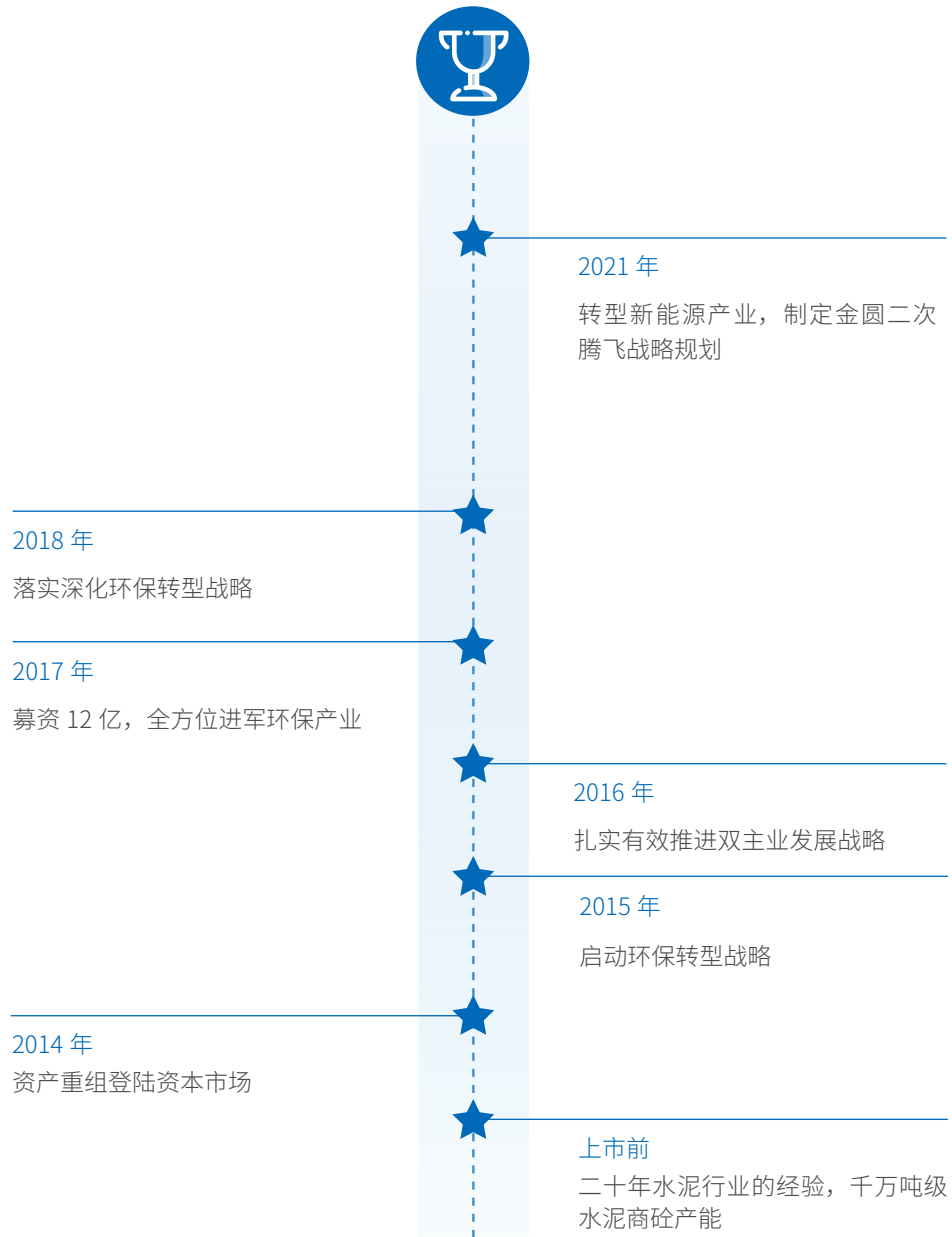 2021 年
转型新能源产业，制定金圆二次
腾飞战略规划
2018 年
落实深化环保转型战略
2017 年
募资 12 亿，全方位进军环保产业
2016 年
扎实有效推进双主业发展战略
2015 年
启动环保转型战略
2014 年
资产重组登陆资本市场
上市前
二十年水泥行业的经验，千万吨级
水泥商砼产能